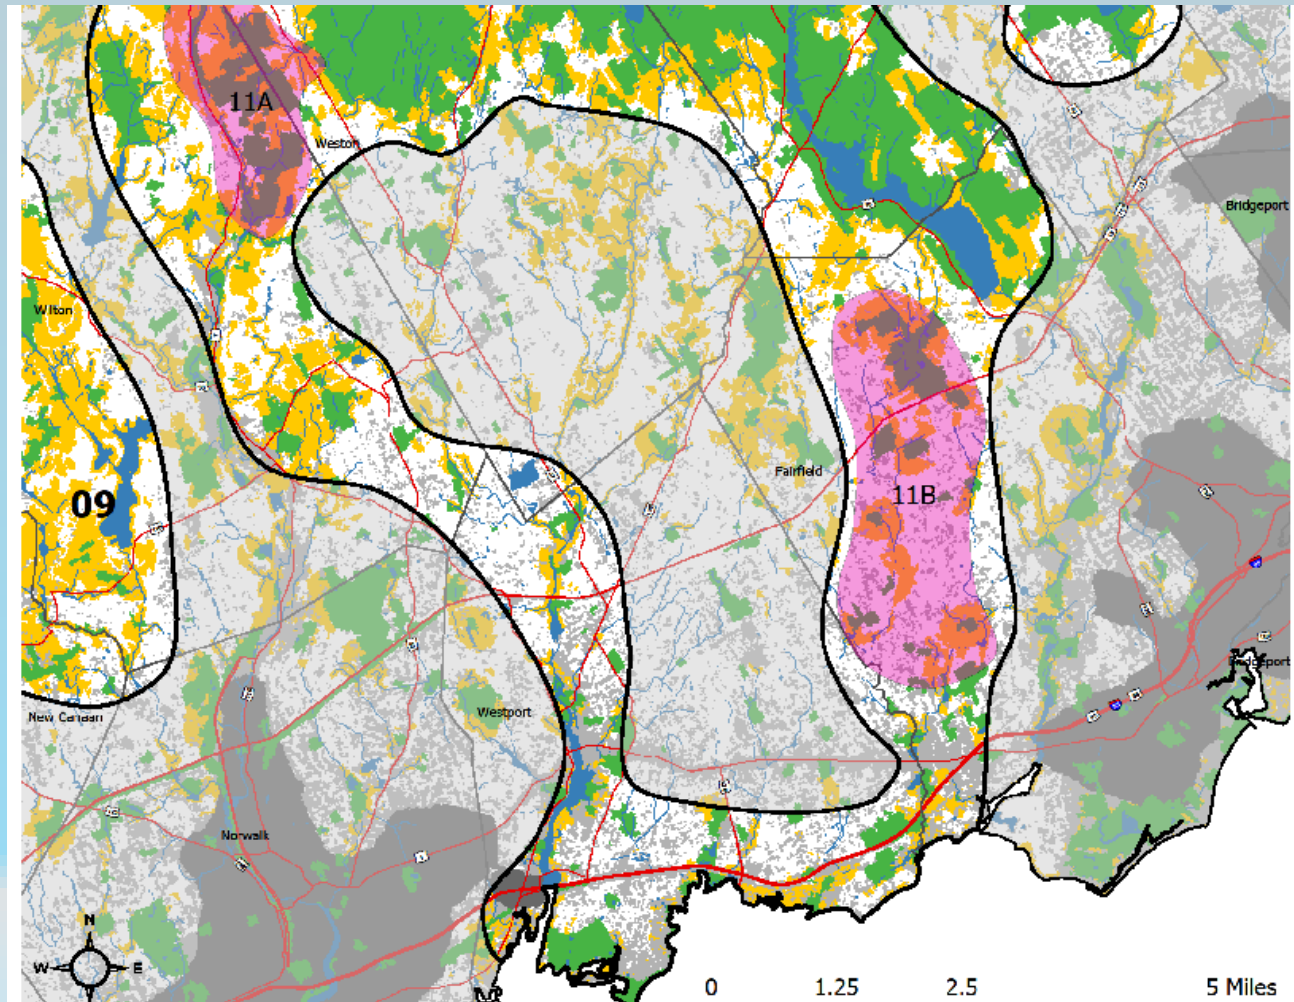 11A
Weston
Bridgeport
Wilton
Fairfield
11B
09
Bridgeport
New Canaan
Westport
Norwalk
N
W E
S
0 1.25 2.5 5 Miles